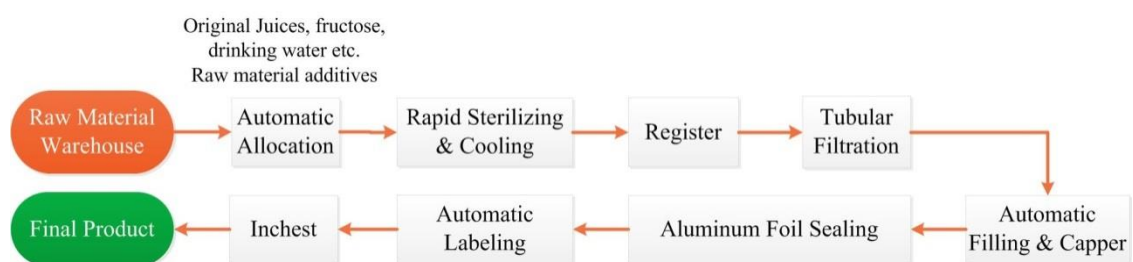 Original Juices, fructose,
drinking water etc.
Raw material additives
Raw Material
Warehouse
Automatic
Allocation
Rapid Sterilizing
& Cooling
Register
Tubular
Filtration
Automatic
Filling & Capper
Aluminum Foil Sealing
Automatic
Labeling
Inchest
Final Product